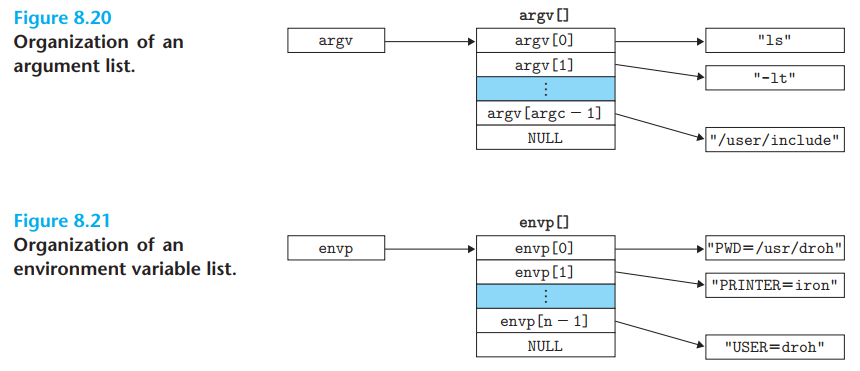 Figure 8.20
Organization of an
argument list.
argv
argv[]
argv[0]
argv[1]
⋮
argv[argc − 1]
NULL
"ls"
"-lt"
"/user/include"
Figure 8.21
Organization of an
environment variable list.
envp
envp[]
envp[0]
envp[1]
⋮
envp[n − 1]
NULL
"PWD=/usr/droh"
"PRINTER=iron"
"USER=droh"